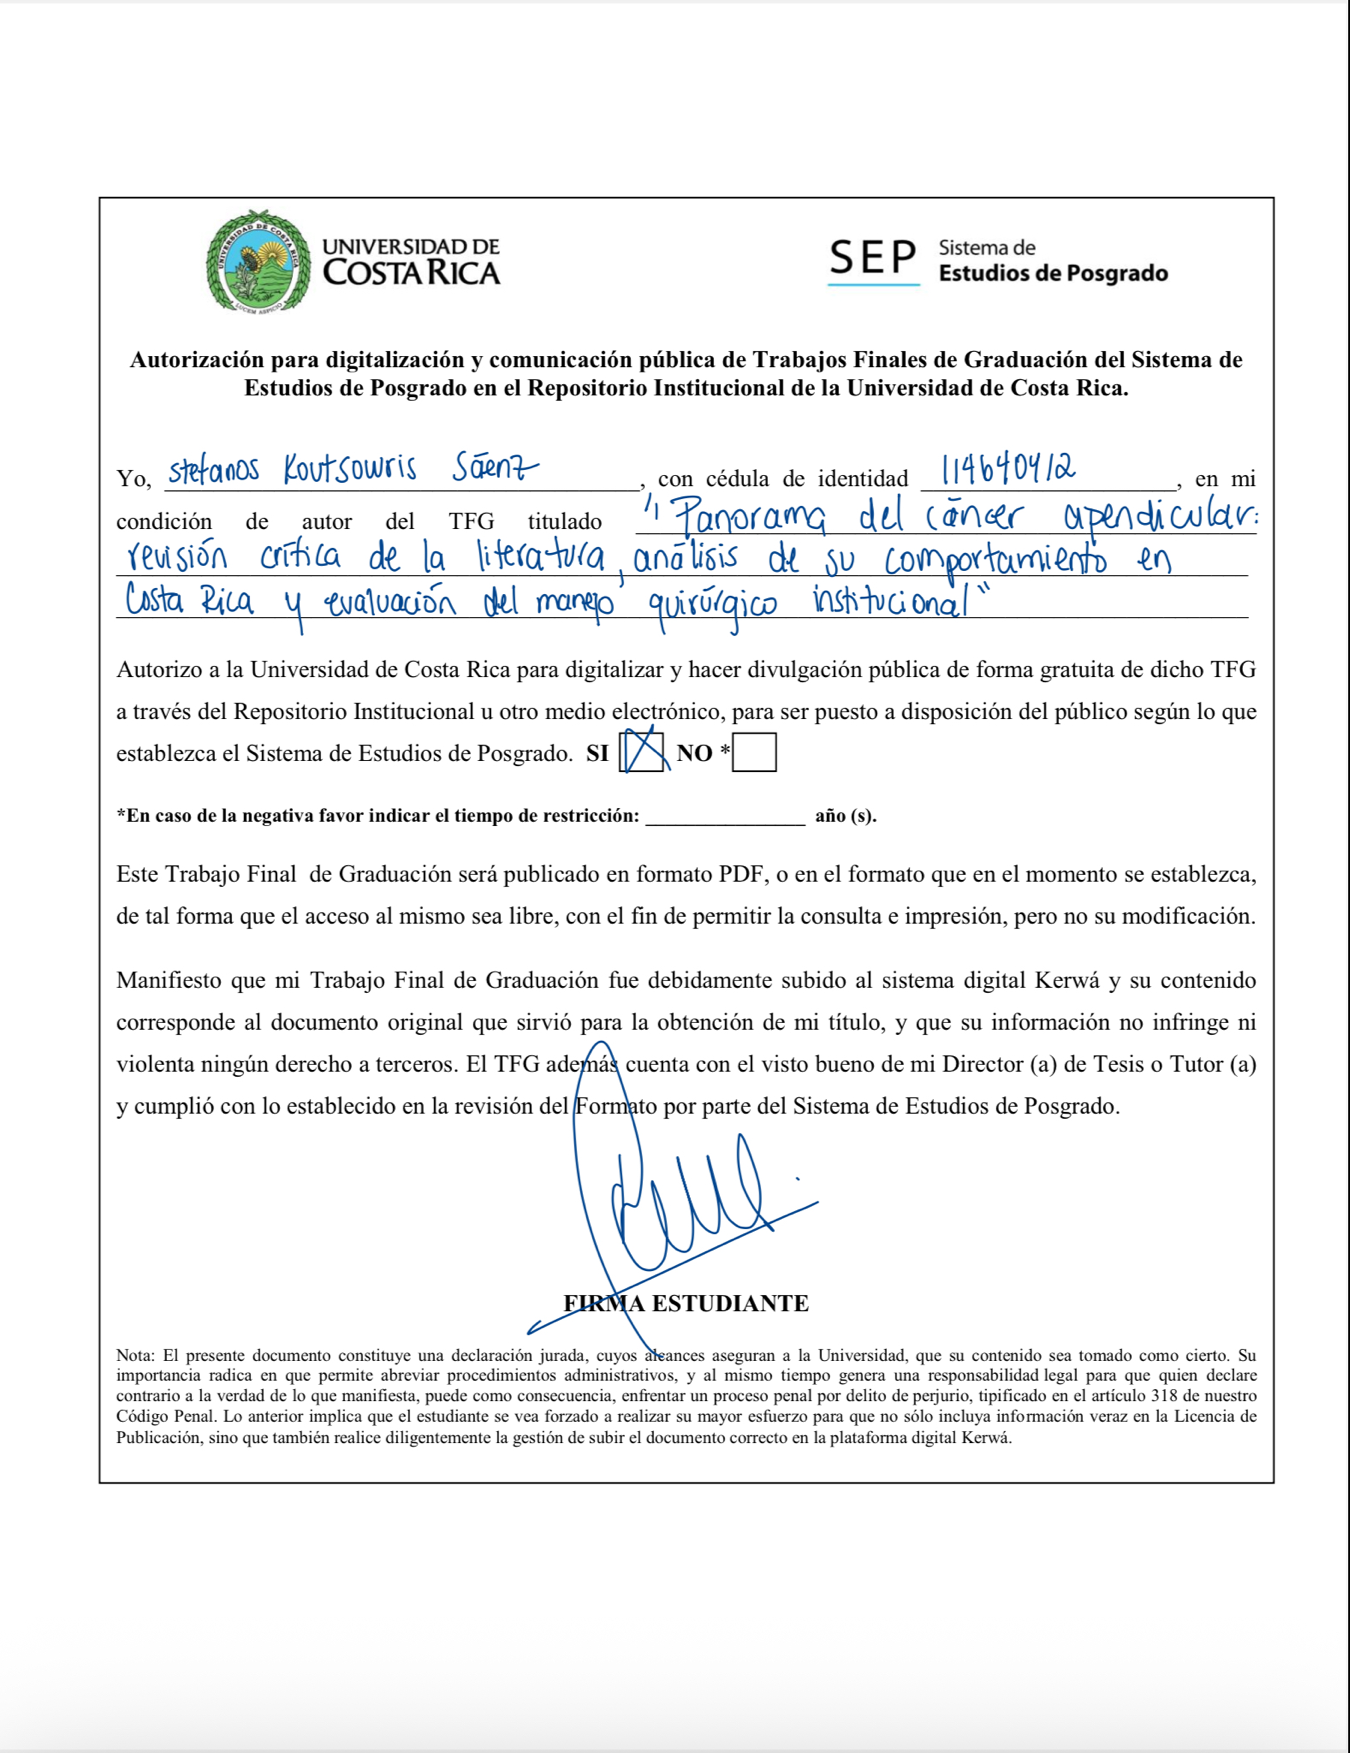 UNIVERSIDAD DE COSTA RICA
LUCEM ASPICIO
UNIVERSIDAD DE
COSTA RICA
SEP
Sistema de
Estudios de Posgrado
Autorización para digitalización y comunicación pública de Trabajos Finales de Graduación del Sistema de
Estudios de Posgrado en el Repositorio Institucional de la Universidad de Costa Rica.
Yo, Stefanos Koutsowris Sáenz, con cédula de identidad 114640412, en mi
condición de autor del TFG titulado "Panorama del cáncer apendicular:
revisión crítica de la literatura, análisis de su comportamiento en
Costa Rica y evaluación del manejo quirúrgico institucional"
Autorizo a la Universidad de Costa Rica para digitalizar y hacer divulgación pública de forma gratuita de dicho TFG
a través del Repositorio Institucional u otro medio electrónico, para ser puesto a disposición del público según lo que
establezca el Sistema de Estudios de Posgrado. SI X NO *
*En caso de la negativa favor indicar el tiempo de restricción: ________________ año (s).
Este Trabajo Final de Graduación será publicado en formato PDF, o en el formato que en el momento se establezca,
de tal forma que el acceso al mismo sea libre, con el fin de permitir la consulta e impresión, pero no su modificación.
Manifiesto que mi Trabajo Final de Graduación fue debidamente subido al sistema digital Kerwá y su contenido
corresponde al documento original que sirvió para la obtención de mi título, y que su información no infringe ni
violenta ningún derecho a terceros. El TFG además cuenta con el visto bueno de mi Director (a) de Tesis o Tutor (a)
y cumplió con lo establecido en la revisión del Formato por parte del Sistema de Estudios de Posgrado.
FIRMA ESTUDIANTE
Nota: El presente documento constituye una declaración jurada, cuyos alcances aseguran a la Universidad, que su contenido sea tomado como cierto. Su
importancia radica en que permite abreviar procedimientos administrativos, y al mismo tiempo genera una responsabilidad legal para que quien declare
contrario a la verdad de lo que manifiesta, puede como consecuencia, enfrentar un proceso penal por delito de perjurio, tipificado en el artículo 318 de nuestro
Código Penal. Lo anterior implica que el estudiante se vea forzado a realizar su mayor esfuerzo para que no sólo incluya información veraz en la Licencia de
Publicación, sino que también realice diligentemente la gestión de subir el documento correcto en la plataforma digital Kerwá.